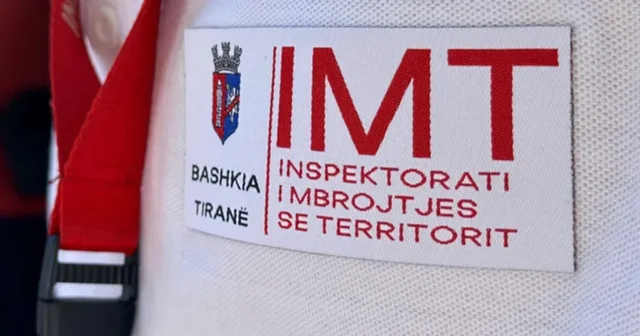 BASHKIA
TIRANË
IMT
INSPEKTORATI
I MBROJTJES
SE TERRITORIT